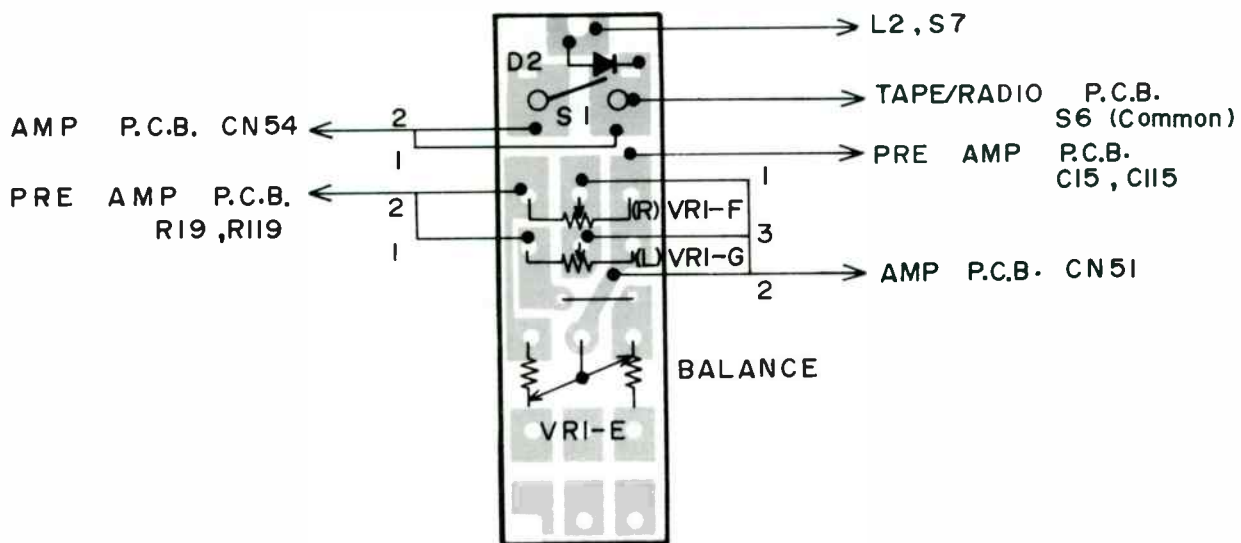 L2, S7
D2
S1
TAPE/RADIO P.C.B.
S6 (Common)
AMP P.C.B. CN54
2
1
PRE AMP P.C.B.
C15, C115
PRE AMP P.C.B.
R19, R119
2
1
1
(R) VR1-F
3
(L) VR1-G
2
AMP P.C.B. CN51
BALANCE
VR1-E